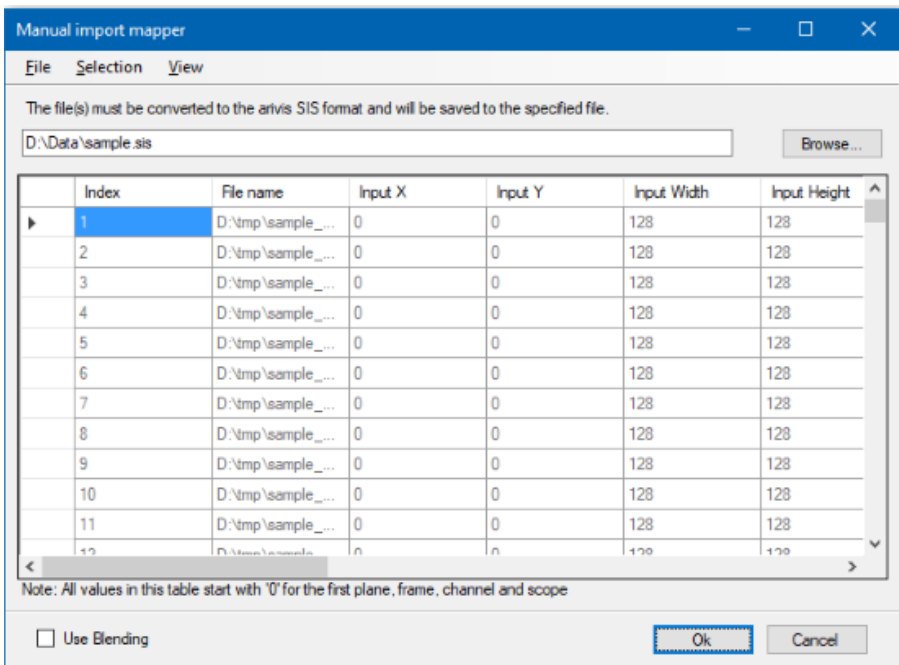 Manual import mapper
File Selection View
The file(s) must be converted to the arivis SIS format and will be saved to the specified file.
D:\Data\sample.sis Browse...
Index File name Input X Input Y Input Width Input Height
1 D:\tmp\sample_... 0 0 128 128
2 D:\tmp\sample_... 0 0 128 128
3 D:\tmp\sample_... 0 0 128 128
4 D:\tmp\sample_... 0 0 128 128
5 D:\tmp\sample_... 0 0 128 128
6 D:\tmp\sample_... 0 0 128 128
7 D:\tmp\sample_... 0 0 128 128
8 D:\tmp\sample_... 0 0 128 128
9 D:\tmp\sample_... 0 0 128 128
10 D:\tmp\sample_... 0 0 128 128
11 D:\tmp\sample_... 0 0 128 128
12 D:\tmp\sample_... 0 0 128 128
Note: All values in this table start with '0' for the first plane, frame, channel and scope
Use Blending Ok Cancel